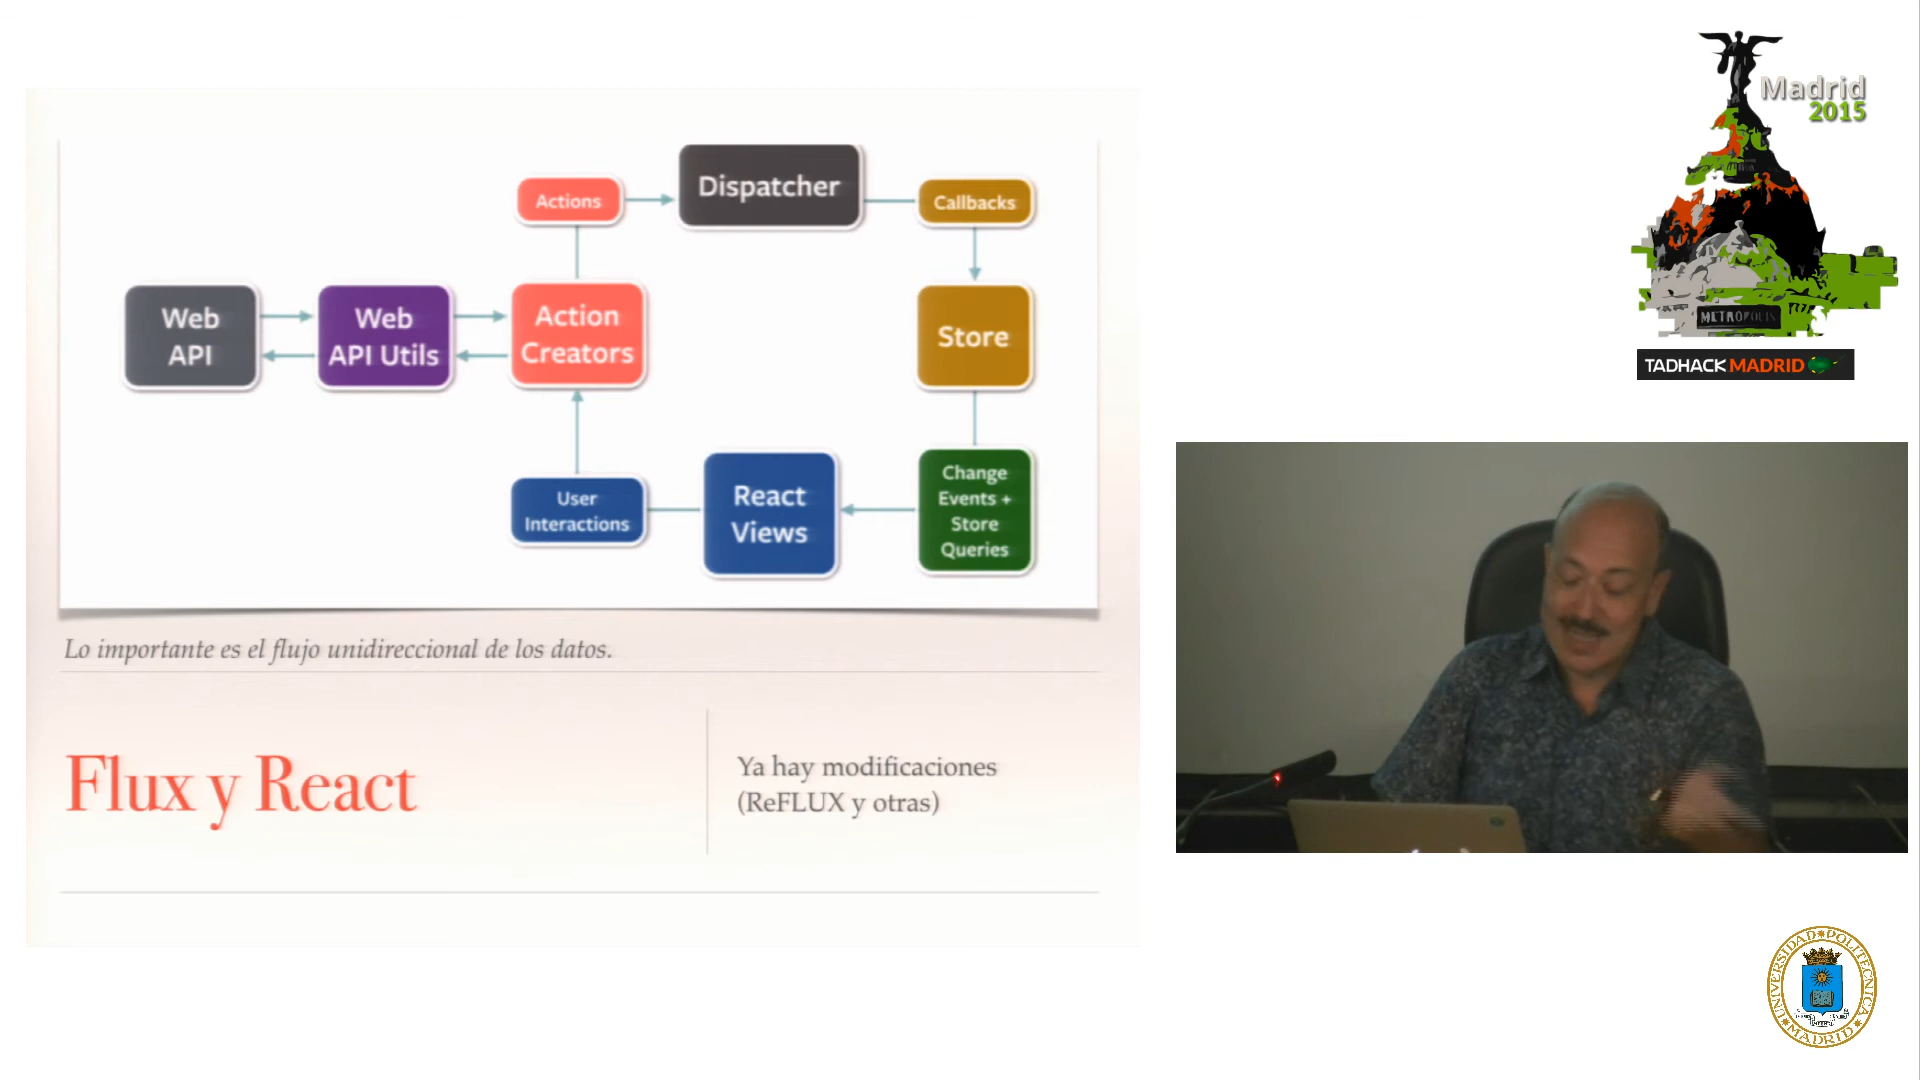 Actions
Dispatcher
Callbacks
Web
API
Web
API Utils
Action
Creators
Store
User
Interactions
React
Views
Change
Events +
Store
Queries
Lo importante es el flujo unidireccional de los datos.
Flux y React
Ya hay modificaciones
(ReFLUX y otras)
Madrid
2015
METROPOLIS
TADHACK MADRID
UNIVERSIDAD POLITECNICA
MADRID